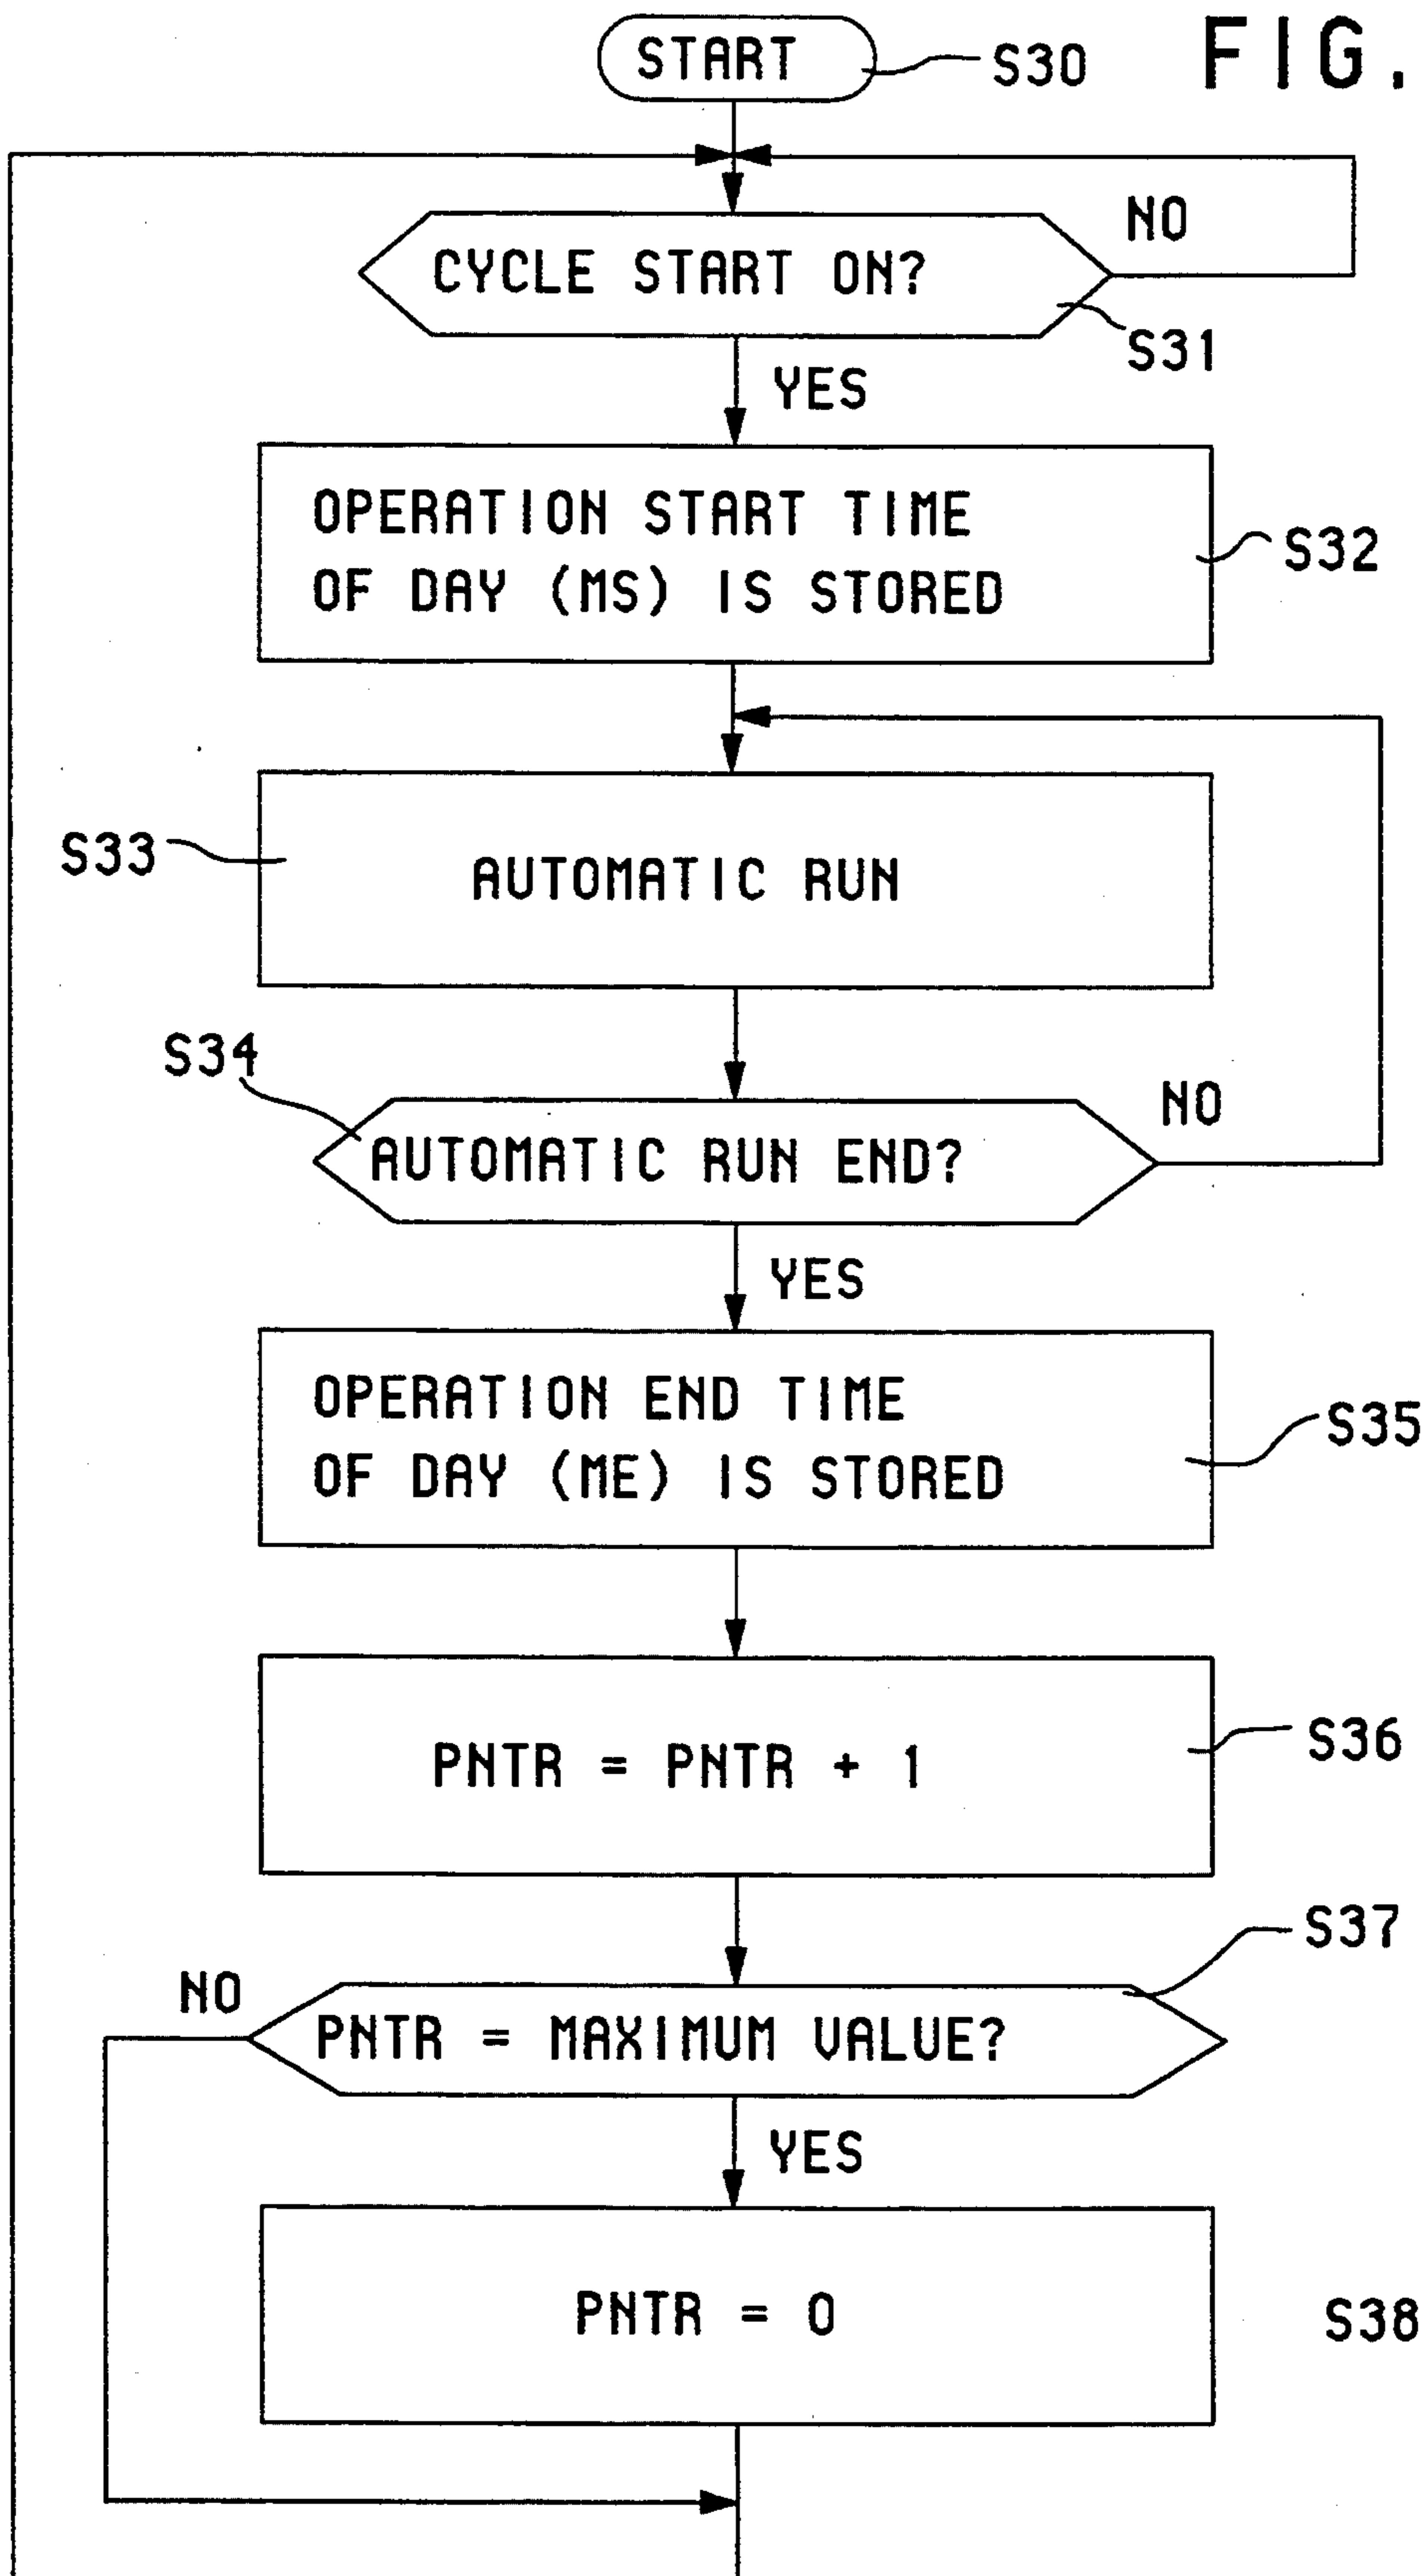 START
S30
FIG.
NO
CYCLE START ON?
S31
YES
OPERATION START TIME
OF DAY (MS) IS STORED
S32
S33
AUTOMATIC RUN
S34
NO
AUTOMATIC RUN END?
YES
OPERATION END TIME
OF DAY (ME) IS STORED
S35
PNTR = PNTR + 1
S36
S37
NO
PNTR = MAXIMUM VALUE?
YES
PNTR = 0
S38